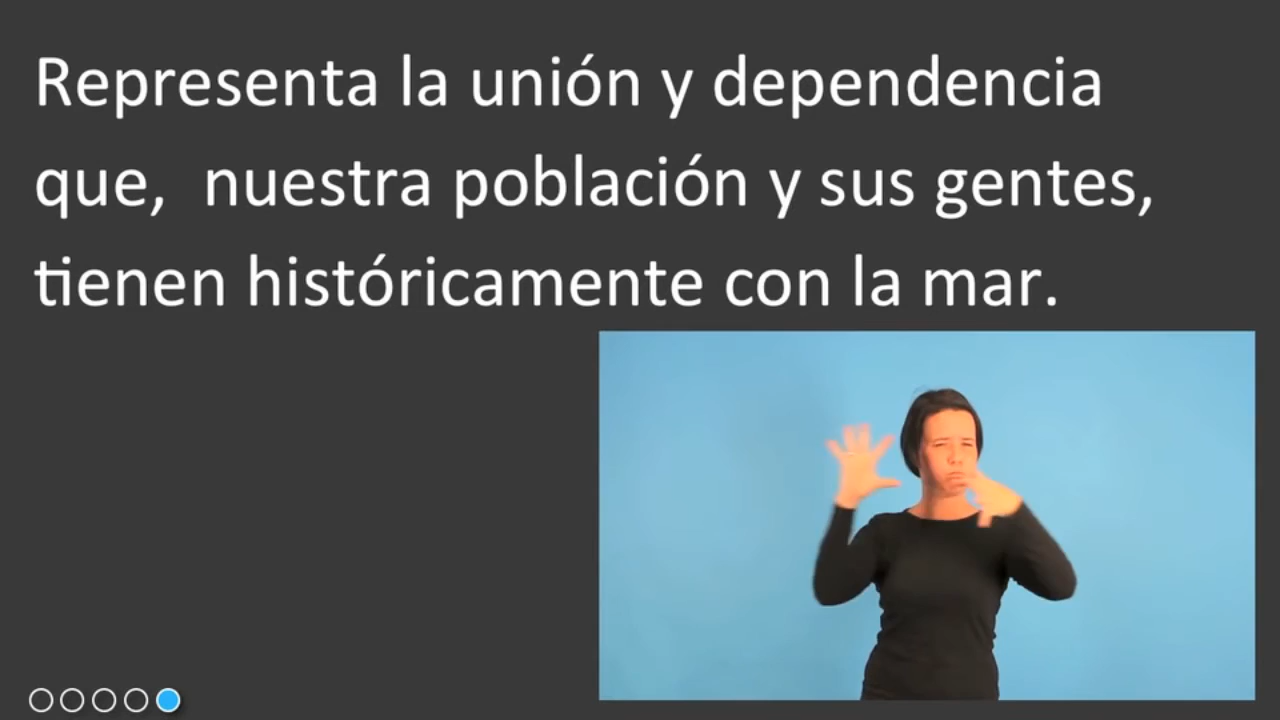 Representa la unión y dependencia
que,  nuestra población y sus gentes,
tienen históricamente con la mar.